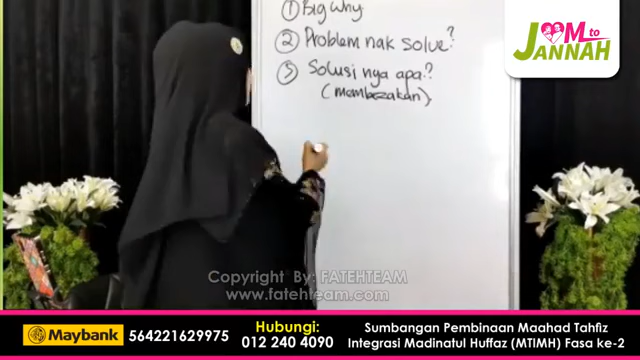 ① Big Why
② Problem nak solve?
③ Solusi nya apa?
(membezakan)
JOM to
JANNAH
Copyright By: FATEHTEAM
www.fatehteam.com
Maybank 564221629975
Hubungi:
012 240 4090
Sumbangan Pembinaan Maahad Tahfiz
Integrasi Madinatul Huffaz (MTIMH) Fasa ke-2